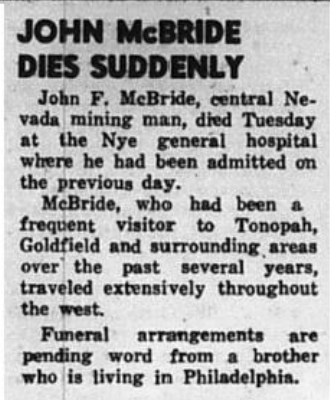 JOHN McBRIDE
DIES SUDDENLY
John F. McBride, central Ne-
vada mining man, died Tuesday
at the Nye general hospital
where he had been admitted on
the previous day.
McBride, who had been a
frequent visitor to Tonopah,
Goldfield and surrounding areas
over the past several years,
traveled extensively throughout
the west.
Funeral arrangements are
pending word from a brother
who is living in Philadelphia.